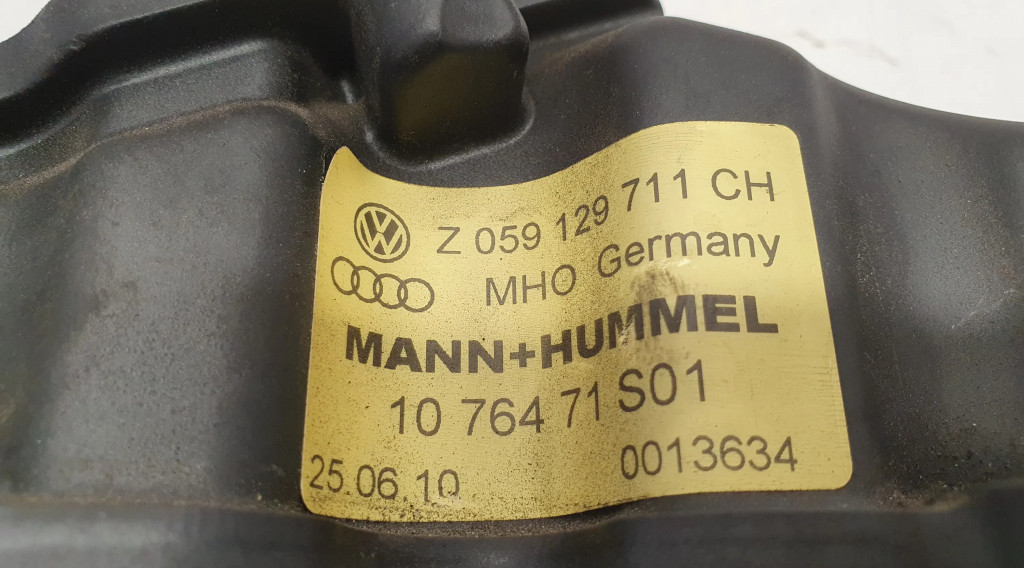 Z 059 129 711 CH
MHO Germany
MANN+HUMMEL
10 764 71 S01
25.06.10 0013634